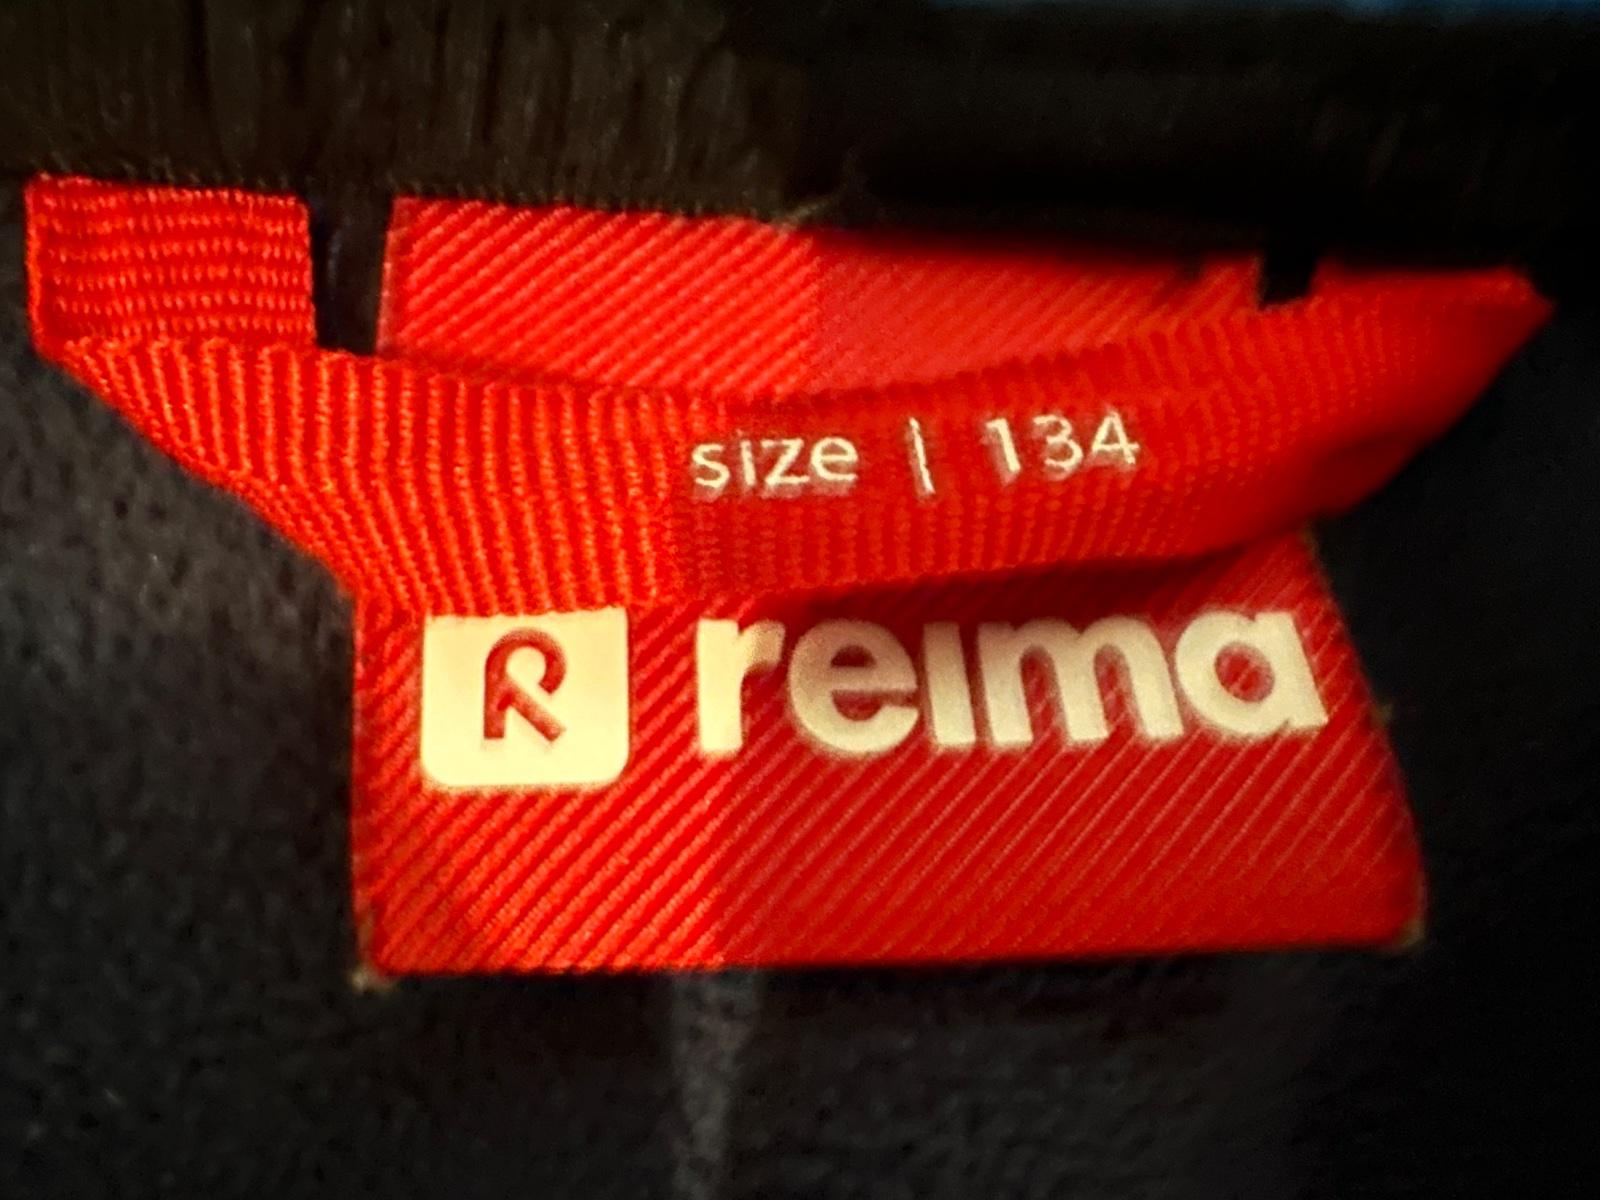 size | 134
reima